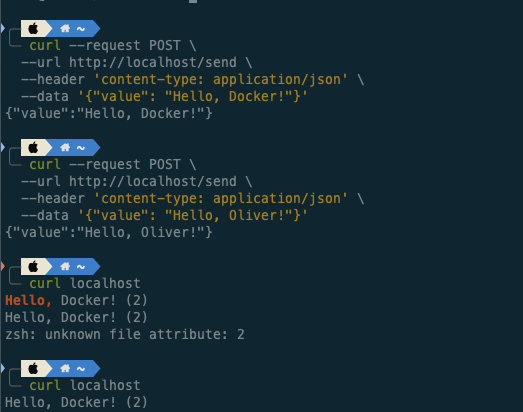 ~
curl --request POST \
--url http://localhost/send \
--header 'content-type: application/json' \
--data '{"value": "Hello, Docker!"}'
{"value":"Hello, Docker!"}
~
curl --request POST \
--url http://localhost/send \
--header 'content-type: application/json' \
--data '{"value": "Hello, Oliver!"}'
{"value":"Hello, Oliver!"}
~
curl localhost
Hello, Docker! (2)
Hello, Docker! (2)
zsh: unknown file attribute: 2
~
curl localhost
Hello, Docker! (2)